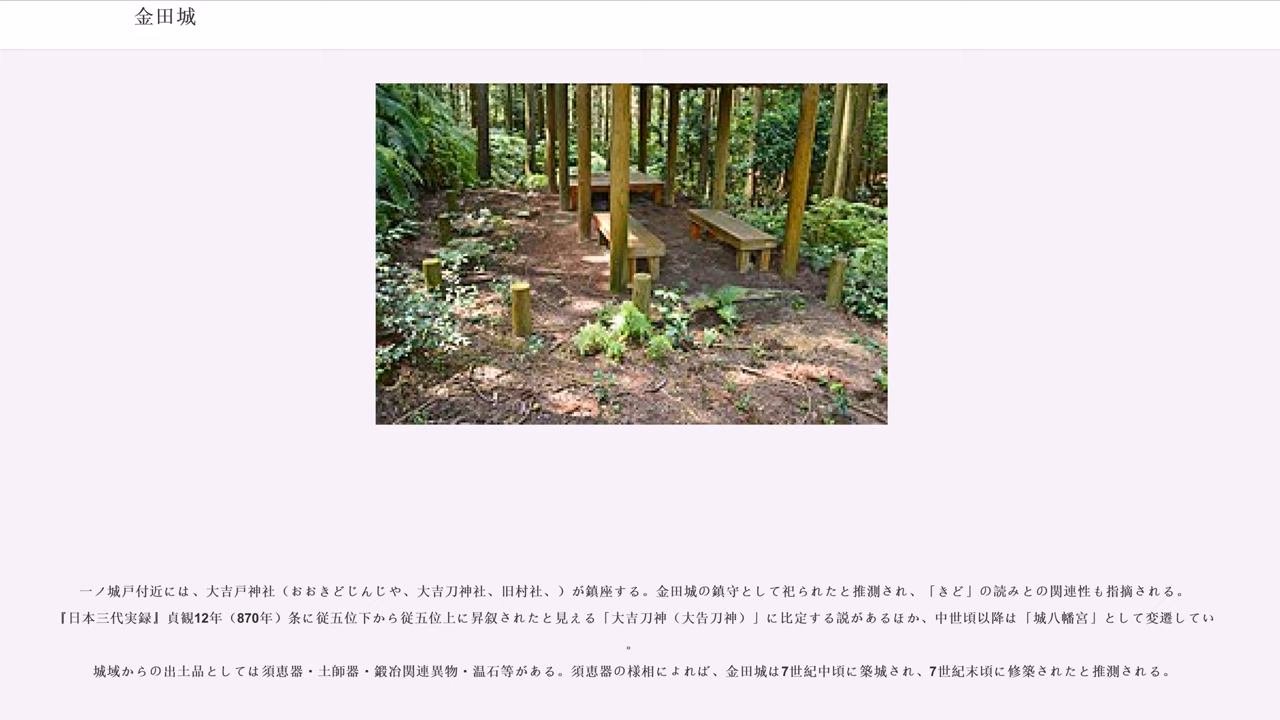 金田城
一ノ城戸付近には、大吉戸神社（おおきどじんじゃ、大吉刀神社、旧村社、）が鎮座する。金田城の鎮守として祀られたと推測され、「きど」の読みとの関連性も指摘される。
『日本三代実録』貞観12年（870年）条に従五位下から従五位上に昇叙されたと見える「大吉刀神（大告刀神）」に比定する説があるほか、中世以降は「城八幡宮」として変遷してい
。
城域からの出土品としては須恵器・土師器・鍛冶関連異物・温石等がある。須恵器の様相によれば、金田城は7世紀中頃に築城され、7世紀末頃に修築されたと推測される。